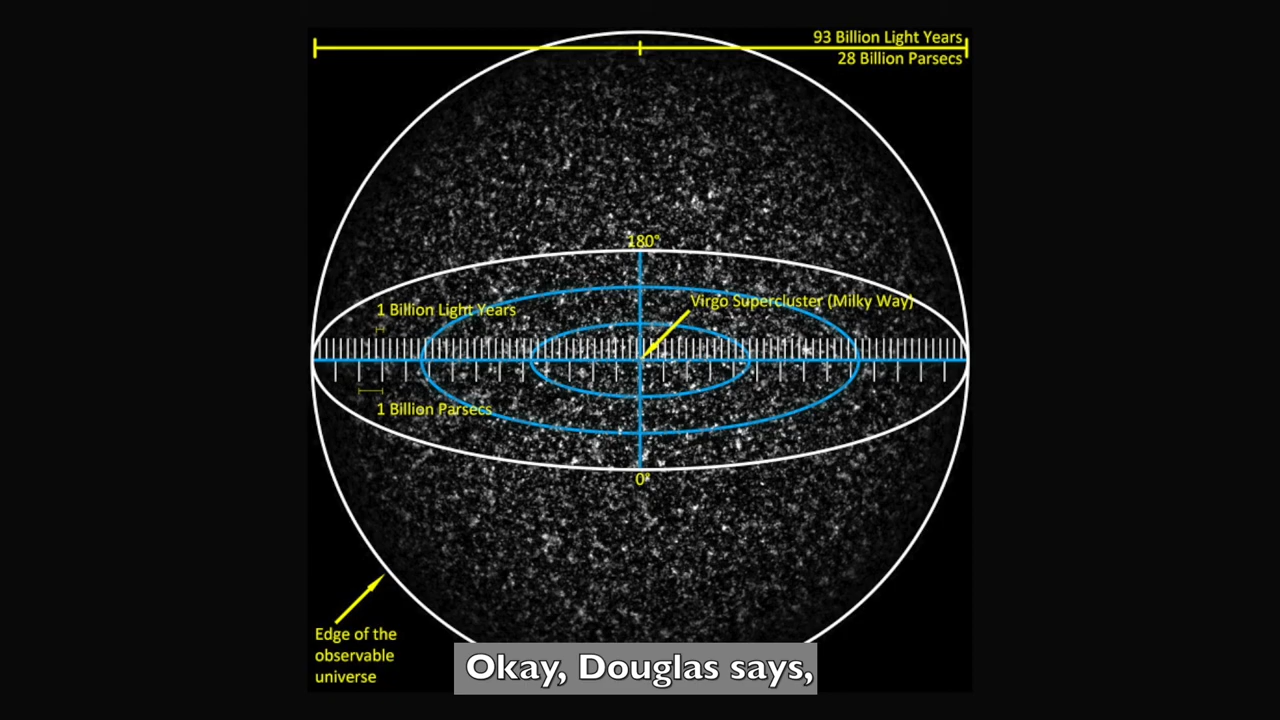 93 Billion Light Years
28 Billion Parsecs
180°
1 Billion Light Years
Virgo Supercluster (Milky Way)
1 Billion Parsecs
0°
Edge of the
observable
universe
Okay, Douglas says,